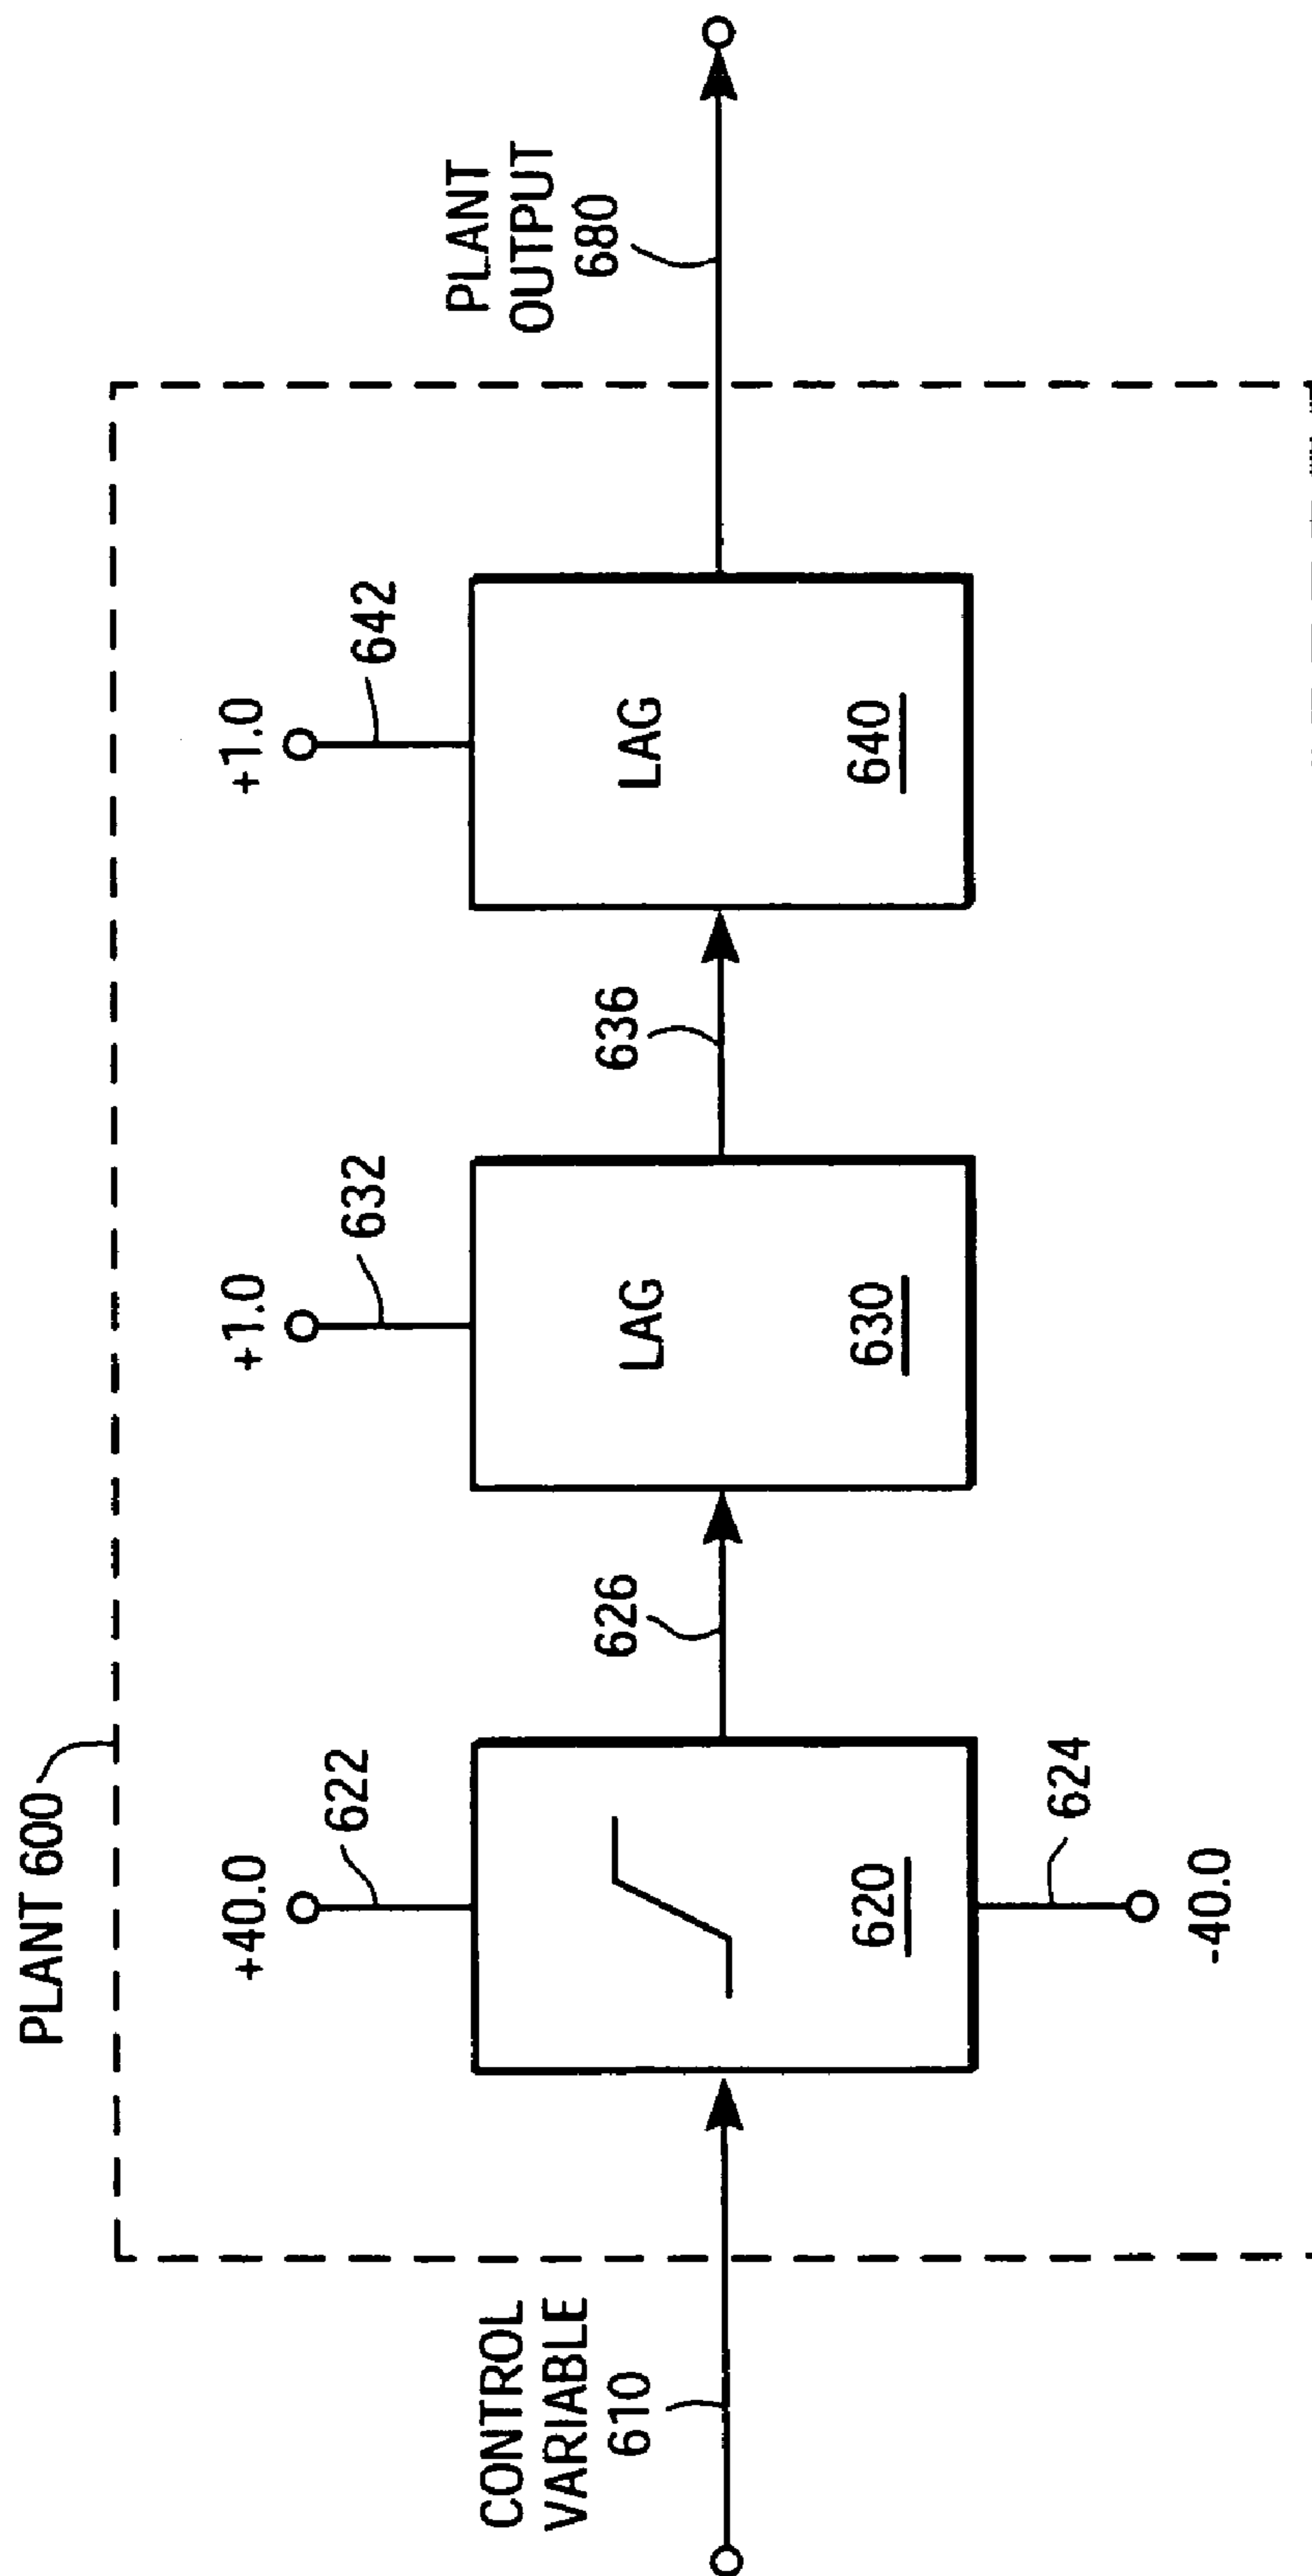 PLANT 600
CONTROL
VARIABLE
610
+40.0
622
620
624
-40.0
626
+1.0
632
LAG
630
636
+1.0
642
LAG
640
PLANT
OUTPUT
680